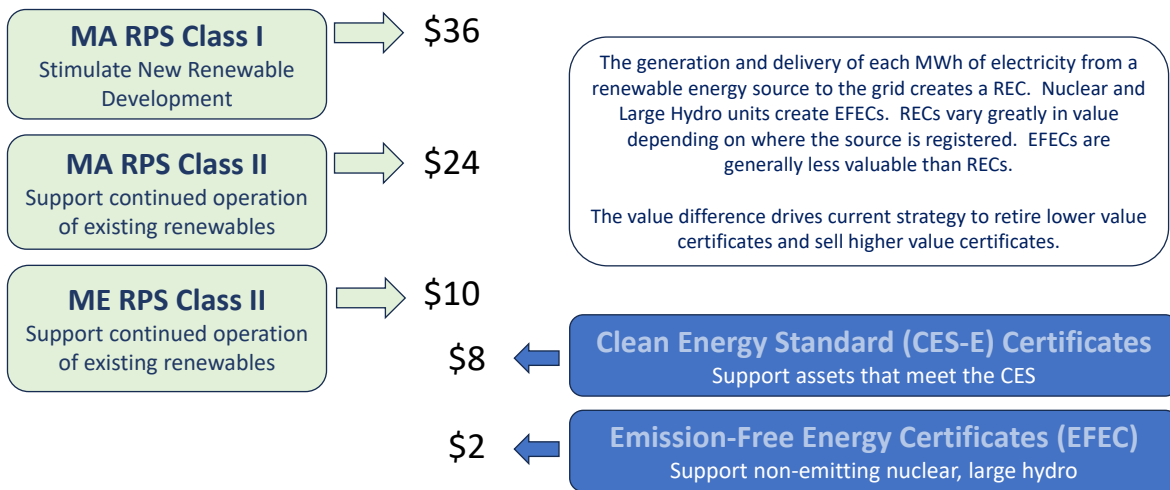 MA RPS Class I
Stimulate New Renewable
Development
$36
MA RPS Class II
Support continued operation
of existing renewables
$24
ME RPS Class II
Support continued operation
of existing renewables
$10
The generation and delivery of each MWh of electricity from a
renewable energy source to the grid creates a REC. Nuclear and
Large Hydro units create EFECs. RECs vary greatly in value
depending on where the source is registered. EFECs are
generally less valuable than RECs.
The value difference drives current strategy to retire lower value
certificates and sell higher value certificates.
$8
Clean Energy Standard (CES-E) Certificates
Support assets that meet the CES
$2
Emission-Free Energy Certificates (EFEC)
Support non-emitting nuclear, large hydro